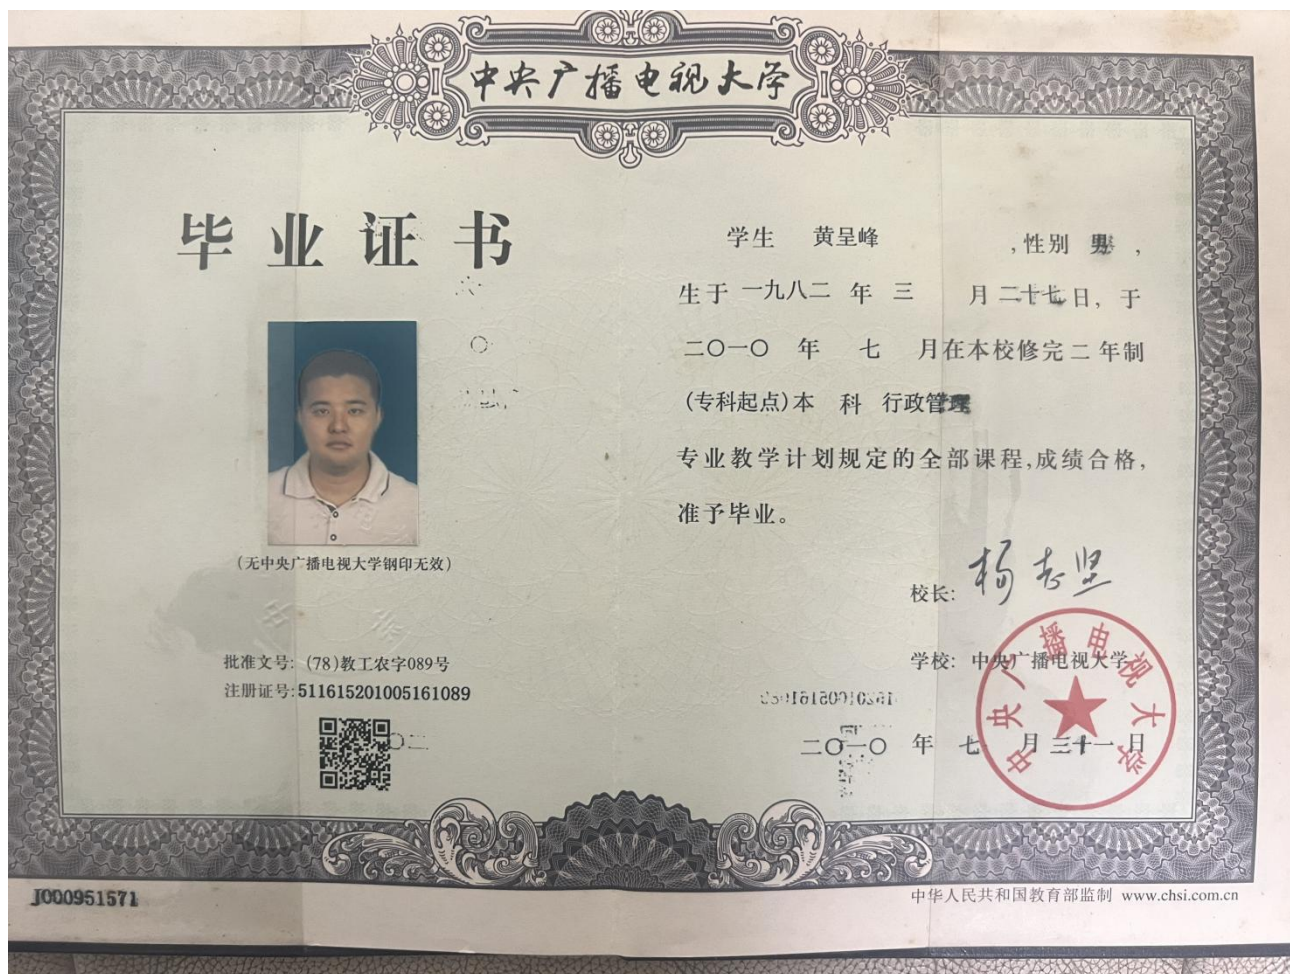 中央广播电视大学
毕业证书
学生 黄呈峰 ,性别 男,
生于 一九八二 年 三 月 二十七 日, 于
二〇一〇 年 七 月在本校修完 二 年制
(专科起点)本 科 行政管理
专业教学计划规定的全部课程,成绩合格,
准予毕业。
(无中央广播电视大学钢印无效)
校长: 杨志坚
批准文号: (78)教工农字089号
注册证号:511615201005161089
学校: 中央广播电视大学
中央广播电视大学
二〇一〇 年 七 月 三十一 日
J000951571
中华人民共和国教育部监制 www.chsi.com.cn